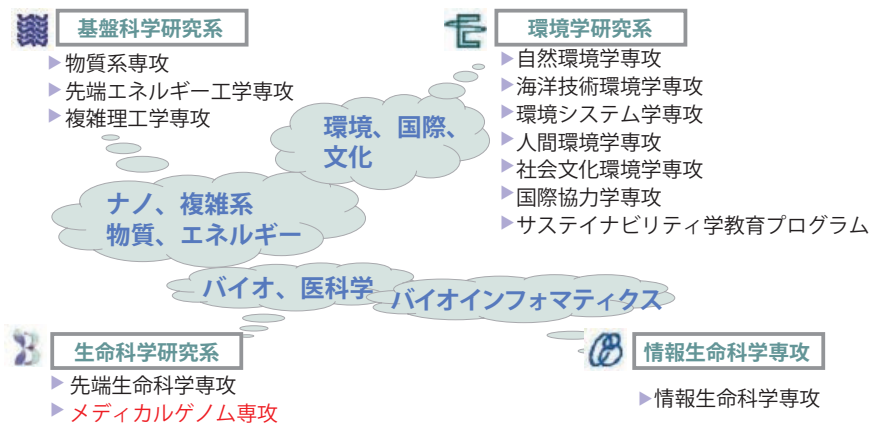 基盤科学研究系
物質系専攻
先端エネルギー工学専攻
複雑理工学専攻
環境学研究系
自然環境学専攻
海洋技術環境学専攻
環境システム学専攻
人間環境学専攻
社会文化環境学専攻
国際協力学専攻
サステイナビリティ学教育プログラム
環境、国際、
文化
ナノ、複雑系
物質、エネルギー
バイオ、医科学
バイオインフォマティクス
生命科学研究系
先端生命科学専攻
メディカルゲノム専攻
情報生命科学専攻
情報生命科学専攻